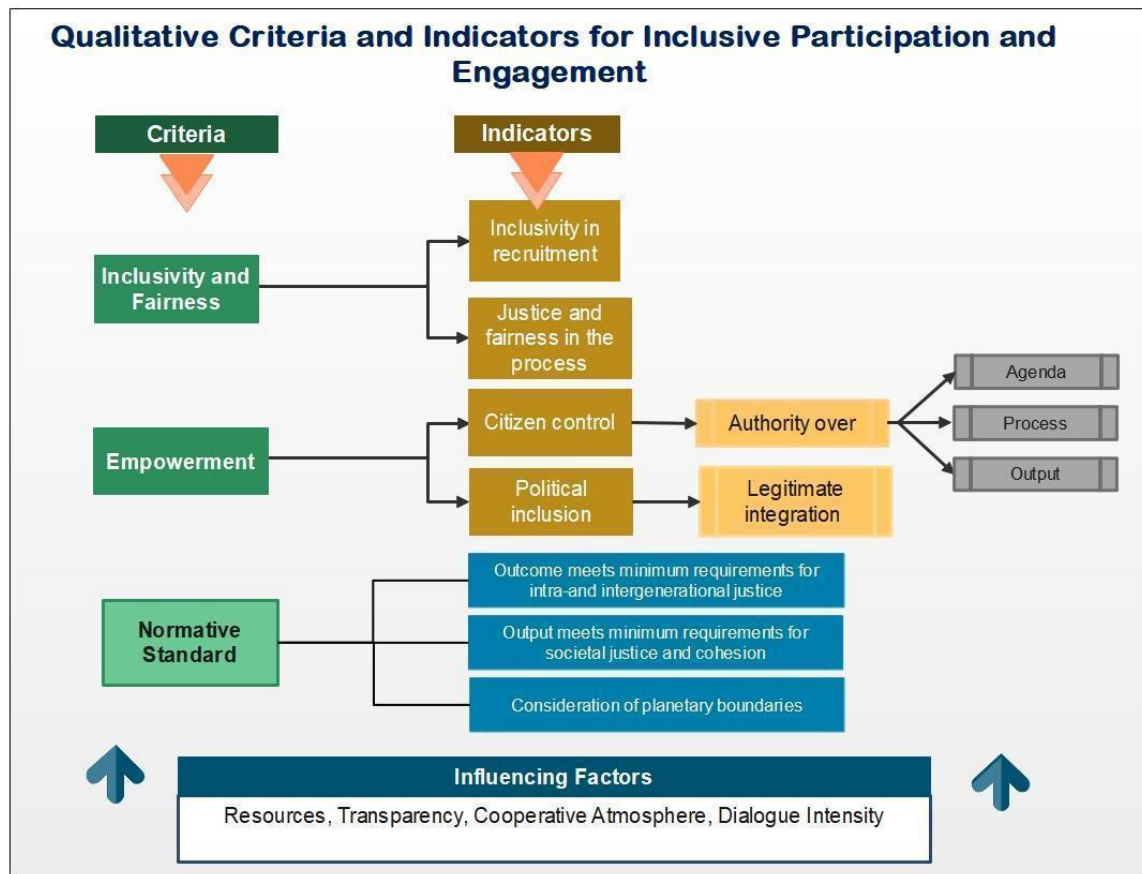 Qualitative Criteria and Indicators for Inclusive Participation and
Engagement
Criteria
Indicators
Inclusivity and
Fairness
Inclusivity in
recruitment
Justice and
fairness in the
process
Empowerment
Citizen control
Authority over
Agenda
Process
Output
Political
inclusion
Legitimate
integration
Normative
Standard
Outcome meets minimum requirements for
intra-and intergenerational justice
Output meets minimum requirements for
societal justice and cohesion
Consideration of planetary boundaries
Influencing Factors
Resources, Transparency, Cooperative Atmosphere, Dialogue Intensity